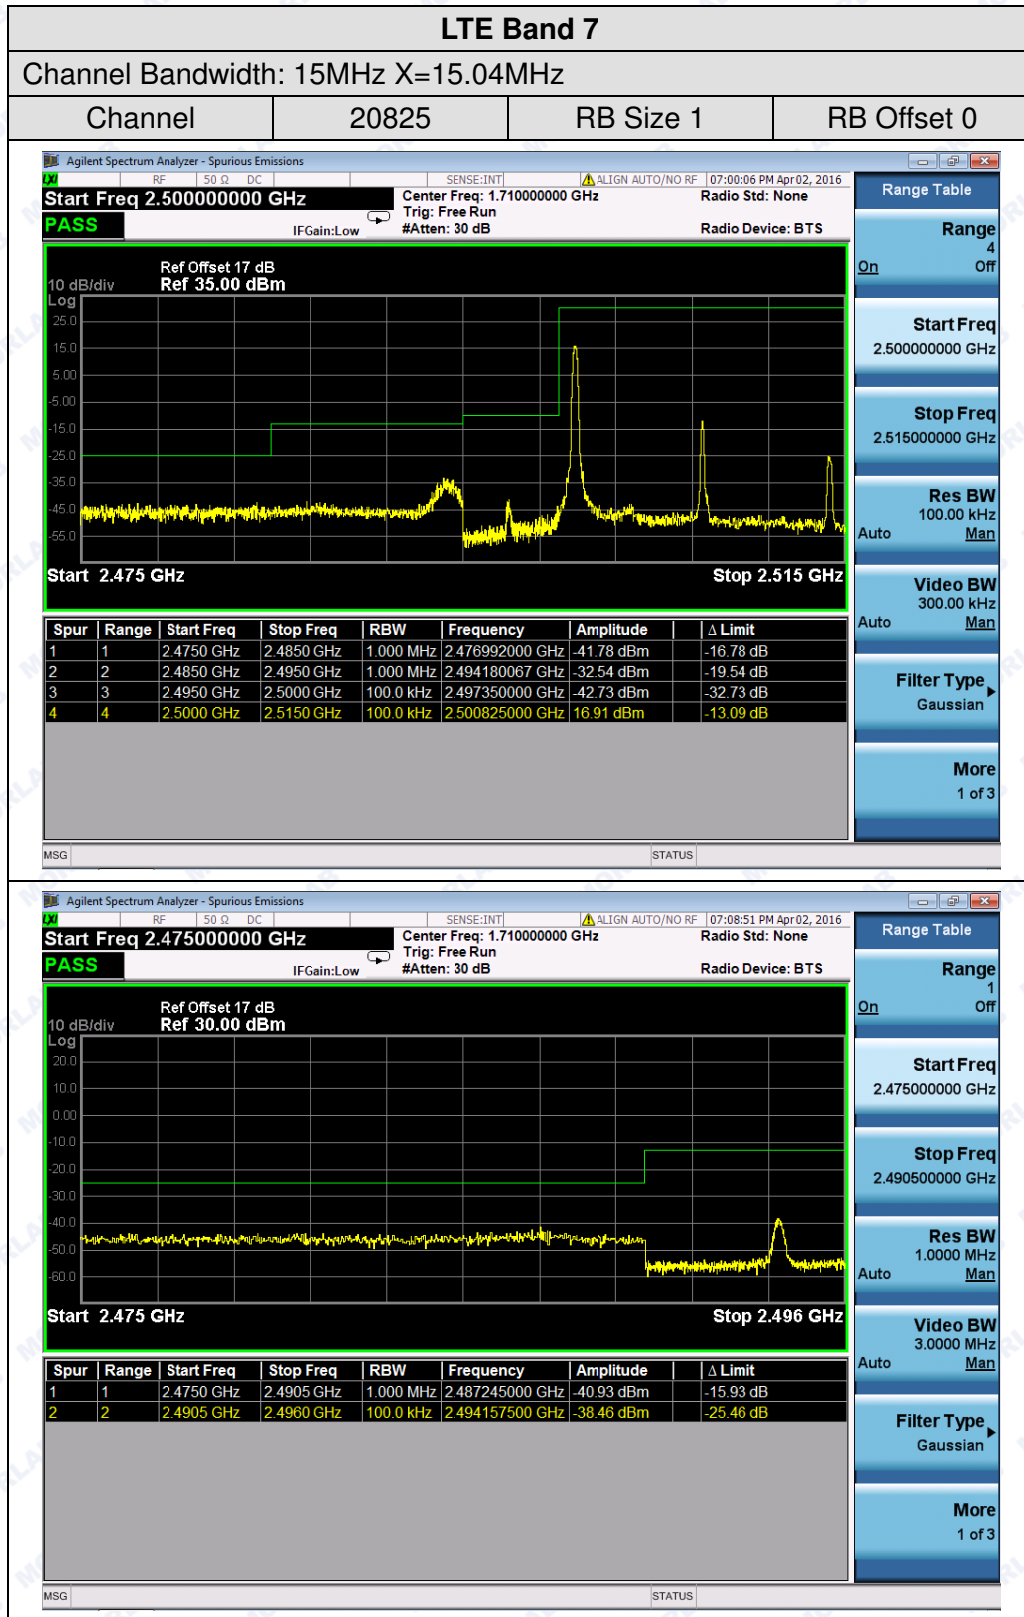 LTE Band 7
Channel Bandwidth: 15MHz X=15.04MHz
Channel 20825 RB Size 1 RB Offset 0
Agilent Spectrum Analyzer - Spurious Emissions
LXI RF 50 Ω DC SENSE:INT ALIGN AUTO/NO RF 07:00:06 PM Apr 02, 2016
Start Freq 2.500000000 GHz Center Freq: 1.710000000 GHz Radio Std: None
Trig: Free Run
PASS IFGain:Low #Atten: 30 dB Radio Device: BTS
Ref Offset 17 dB
10 dB/div Ref 35.00 dBm
Log
25.0
15.0
5.00
-5.00
-15.0
-25.0
-35.0
-45.0
-55.0
Start 2.475 GHz Stop 2.515 GHz
Spur Range Start Freq Stop Freq RBW Frequency Amplitude Δ Limit
1 1 2.4750 GHz 2.4850 GHz 1.000 MHz 2.476992000 GHz -41.78 dBm -16.78 dB
2 2 2.4850 GHz 2.4950 GHz 1.000 MHz 2.494180067 GHz -32.54 dBm -19.54 dB
3 3 2.4950 GHz 2.5000 GHz 100.0 kHz 2.497350000 GHz -42.73 dBm -32.73 dB
4 4 2.5000 GHz 2.5150 GHz 100.0 kHz 2.500825000 GHz 16.91 dBm -13.09 dB
MSG STATUS
Range Table
Range
4
On Off
Start Freq
2.500000000 GHz
Stop Freq
2.515000000 GHz
Res BW
100.00 kHz
Auto Man
Video BW
300.00 kHz
Auto Man
Filter Type
Gaussian
More
1 of 3
Agilent Spectrum Analyzer - Spurious Emissions
LXI RF 50 Ω DC SENSE:INT ALIGN AUTO/NO RF 07:08:51 PM Apr 02, 2016
Start Freq 2.475000000 GHz Center Freq: 1.710000000 GHz Radio Std: None
Trig: Free Run
PASS IFGain:Low #Atten: 30 dB Radio Device: BTS
Ref Offset 17 dB
10 dB/div Ref 30.00 dBm
Log
20.0
10.0
0.00
-10.0
-20.0
-30.0
-40.0
-50.0
-60.0
Start 2.475 GHz Stop 2.496 GHz
Spur Range Start Freq Stop Freq RBW Frequency Amplitude Δ Limit
1 1 2.4750 GHz 2.4905 GHz 1.000 MHz 2.487245000 GHz -40.93 dBm -15.93 dB
2 2 2.4905 GHz 2.4960 GHz 100.0 kHz 2.494157500 GHz -38.46 dBm -25.46 dB
MSG STATUS
Range Table
Range
1
On Off
Start Freq
2.475000000 GHz
Stop Freq
2.490500000 GHz
Res BW
1.0000 MHz
Auto Man
Video BW
3.0000 MHz
Auto Man
Filter Type
Gaussian
More
1 of 3